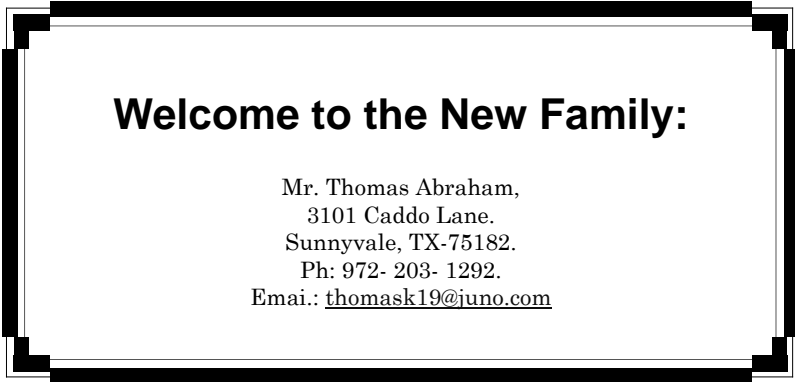 Welcome to the New Family:
Mr. Thomas Abraham,
3101 Caddo Lane.
Sunnyvale, TX-75182.
Ph: 972- 203- 1292.
Emai.: thomask19@juno.com